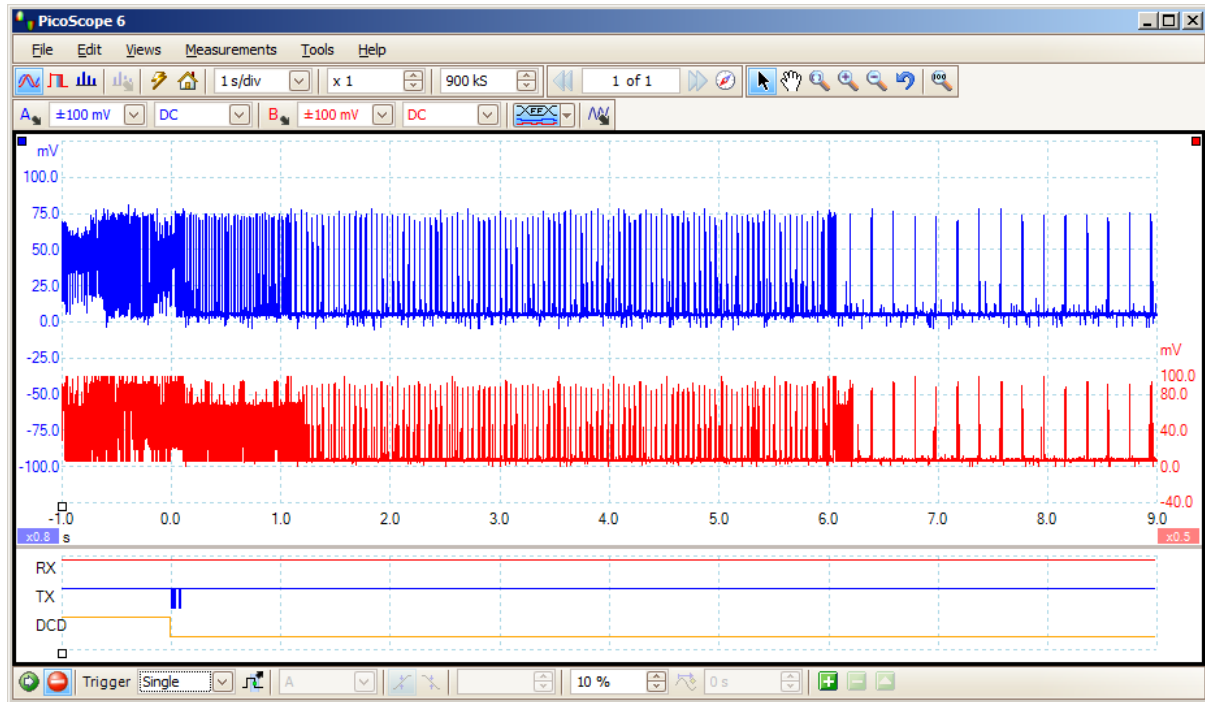 PicoScope 6
File Edit Views Measurements Tools Help
1 s/div x 1 900 kS 1 of 1 100
A ±100 mV DC B ±100 mV DC FF
mV
100.0
75.0
50.0
25.0
0.0
-25.0
-50.0
-75.0
-100.0
mV
100.0
80.0
40.0
0.0
-40.0
-1.0 0.0 1.0 2.0 3.0 4.0 5.0 6.0 7.0 8.0 9.0
x0.8 s x0.5
RX
TX
DCD
Trigger Single A 10 % 0 s